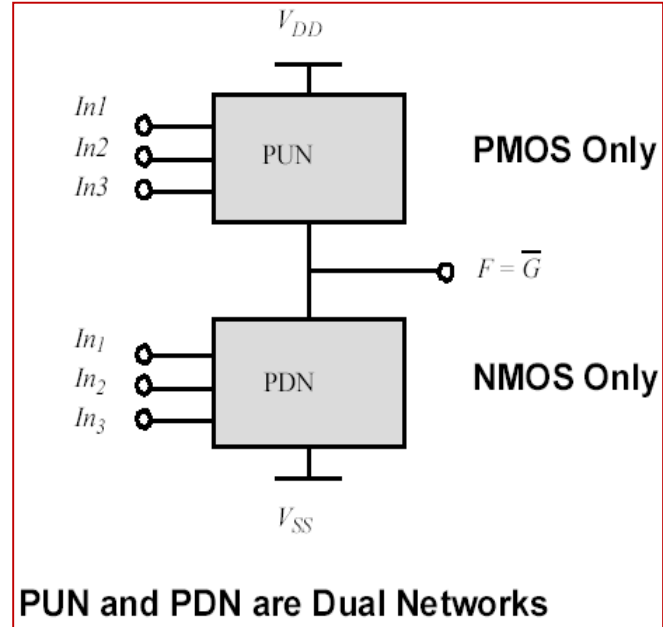 V_DD
In1
In2
In3
PUN
PMOS Only
F = G̅
In₁
In₂
In₃
PDN
NMOS Only
V_SS
PUN and PDN are Dual Networks